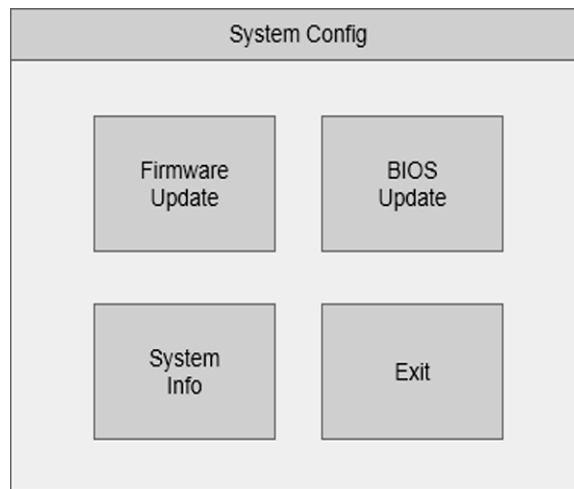 System Config
Firmware
Update
BIOS
Update
System
Info
Exit